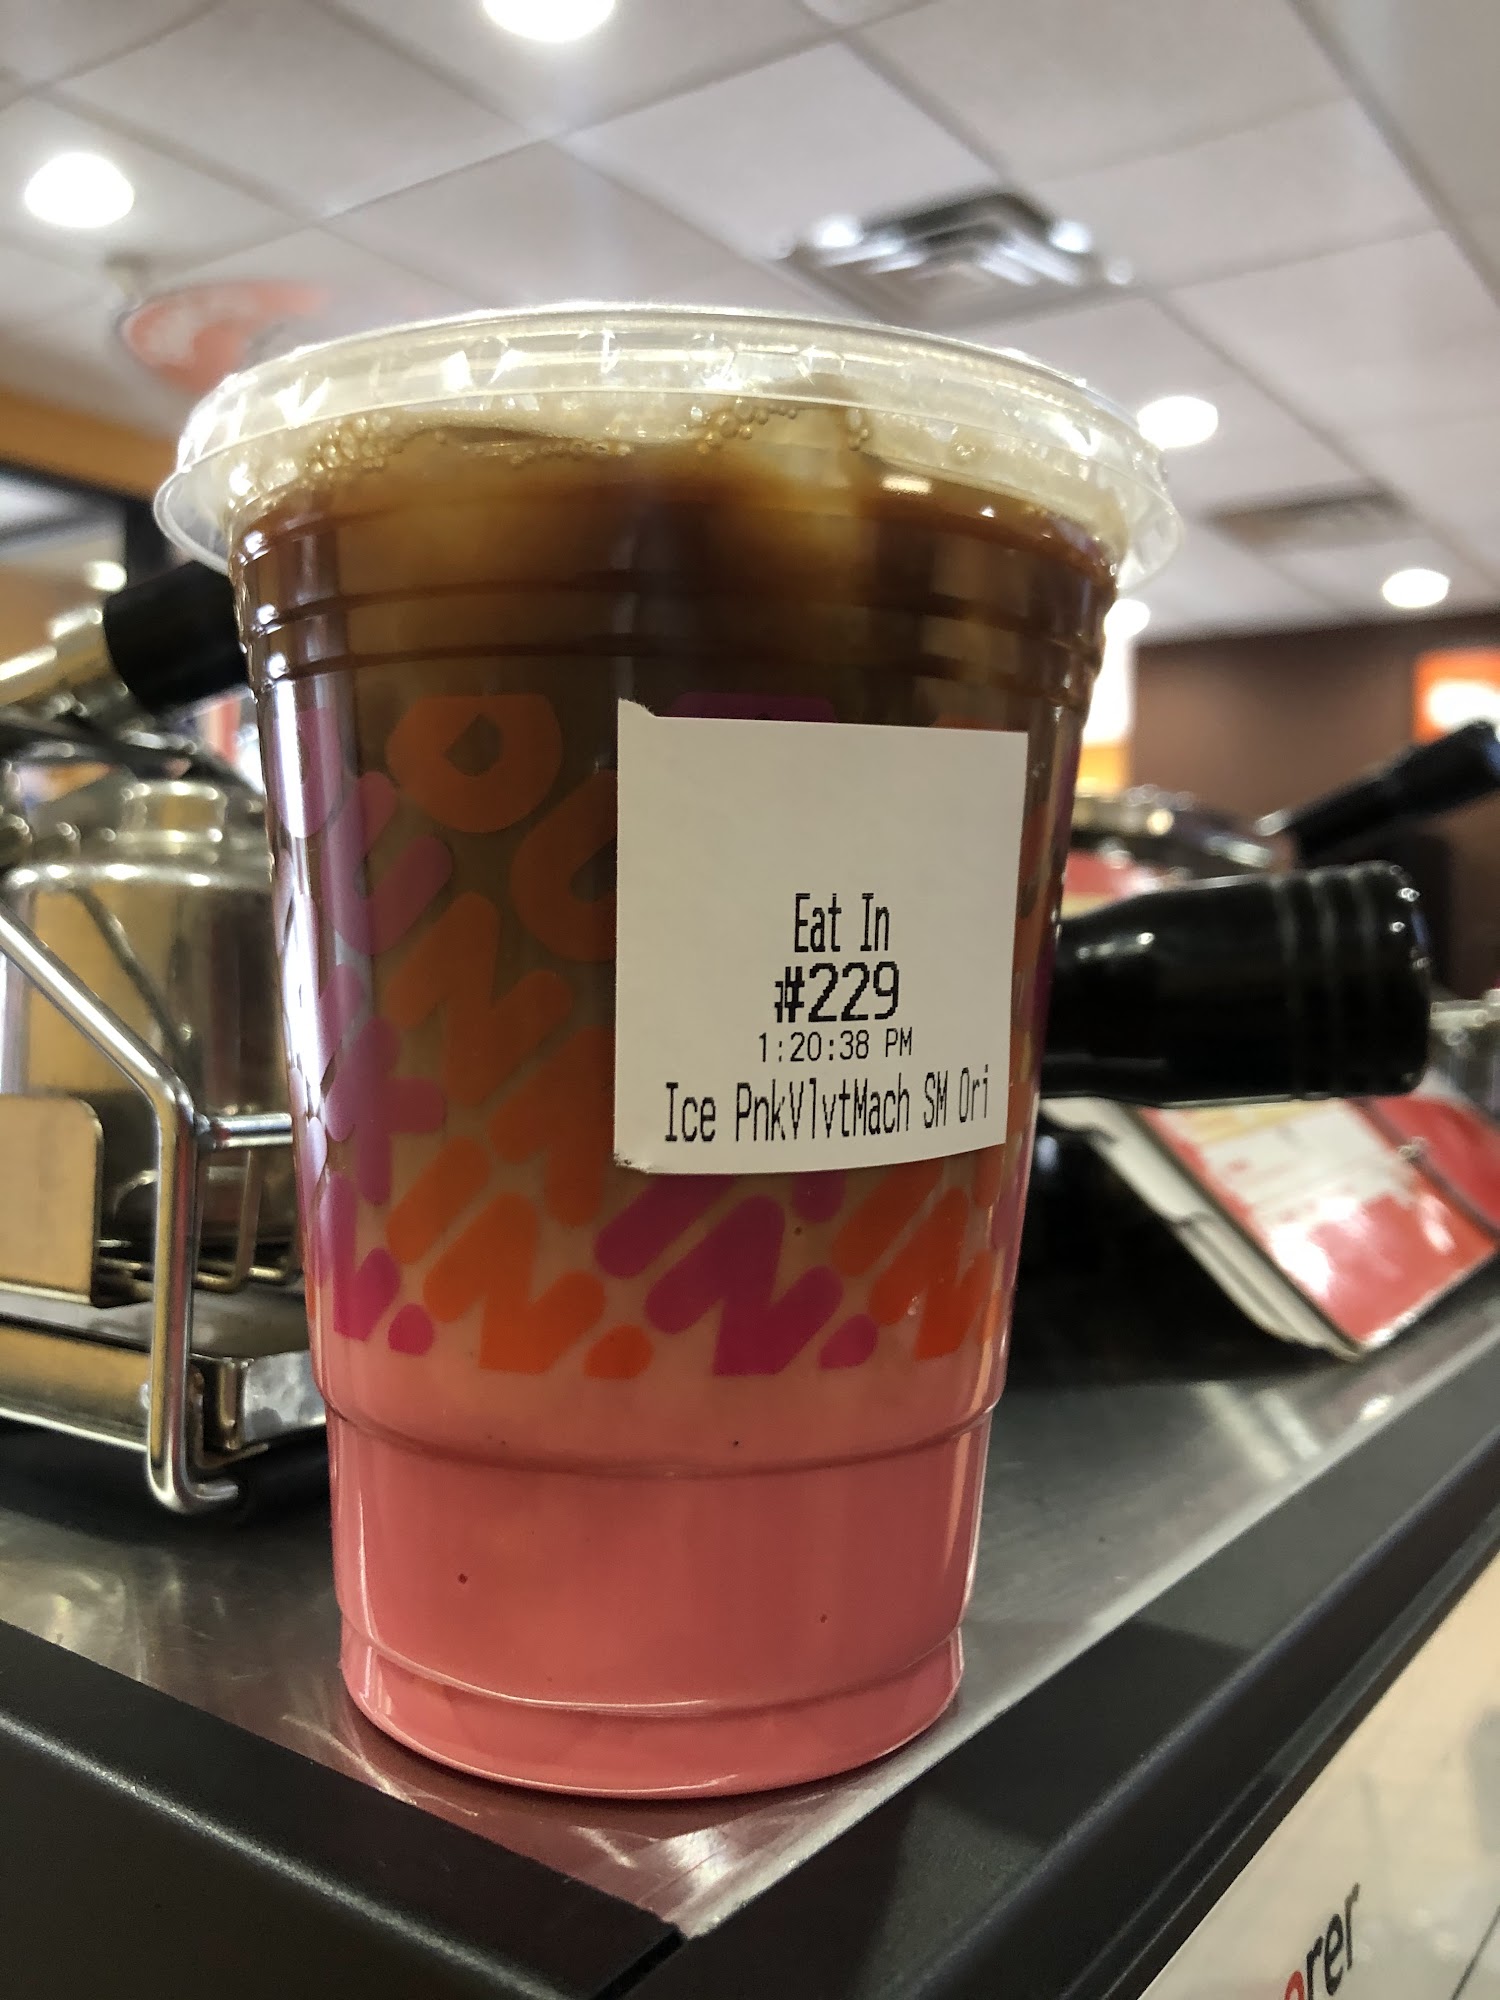 Eat In
#229
1:20:38 PM
Ice PnkVlvtMach SM Ori